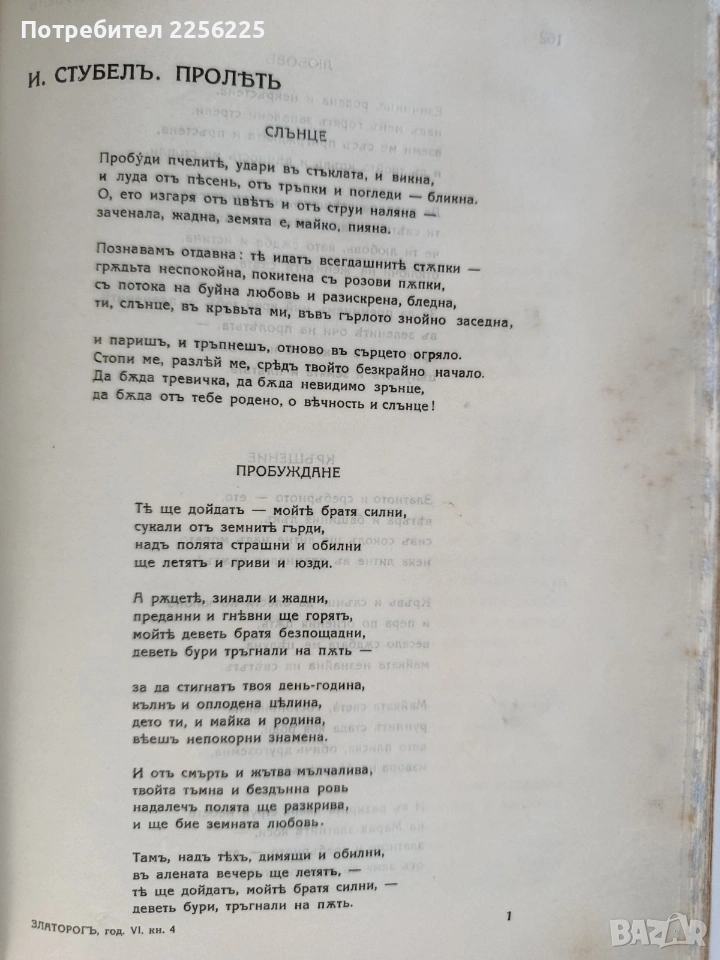 Потребител 2256225
И. СТУБЕЛЪ. ПРОЛѢТЬ
СЛЪНЦЕ
Пробу́ди пчелитѣ, удари въ стъклата, и викна,
и луда отъ пѣсень, отъ тръпки и погледи — бликна.
О, ето изгаря отъ цвѣтъ и отъ струи наляна —
заченала, жадна, земята е, майко, пияна.
Познавамъ отдавна: тѣ идатъ всегдашнитѣ стѫпки —
грѫдьта неспокойна, покитена съ розови пѫпки,
съ потока на буйна любовь и разискрена, бледна,
ти, слънце, въ кръвьта ми, въвъ гърлото знойно заседна,
и паришъ, и тръпнешъ, отново въ сърцето огряло.
Стопи ме, разлѣй ме, срѣдъ твойто безкрайно начало.
Да бѫда тревичка, да бѫда невидимо зрънце,
да бѫда отъ тебе родено, о вѣчность и слънце!
ПРОБУЖДАНЕ
Тѣ ще дойдатъ — мойтѣ братя силни,
сукали отъ земнитѣ гърди,
надъ полята страшни и обилни
ще летятъ и гриви и юзди.
А рѫцетѣ, зинали и жадни,
преданни и гнѣвни ще горятъ,
мойтѣ деветь братя безпощадни,
деветь бури тръгнали на пѫть —
за да стигнатъ твоя день-година,
кълнъ и оплодена цѣлина,
дето ти, и майка и родина,
вѣешъ непокорни знамена.
И отъ смърть и жътва мълчалива,
твойта тъмна и бездънна ровь
надалечъ полята ще разкрива,
и ще бие земната любовь.
Тамъ, надъ тѣхъ, димящи и обилни,
въ алената вечерь ще летятъ, —
тѣ ще дойдатъ, мойтѣ братя силни, —
деветь бури, тръгнали на пѫть.
ЗЛАТОРОГЪ, год. VI, кн. 4
1
BAZAR